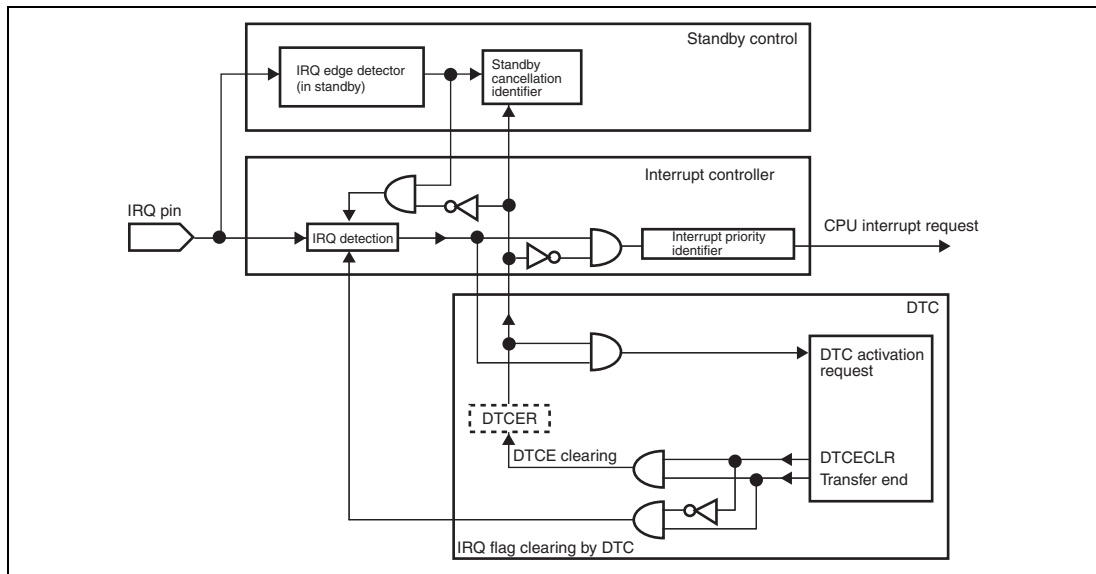 Standby control
IRQ edge detector
(in standby)
Standby
cancellation
identifier
Interrupt controller
IRQ pin
IRQ detection
Interrupt priority
identifier
CPU interrupt request
DTC
DTC activation
request
DTCER
DTCE clearing
DTCECLR
Transfer end
IRQ flag clearing by DTC